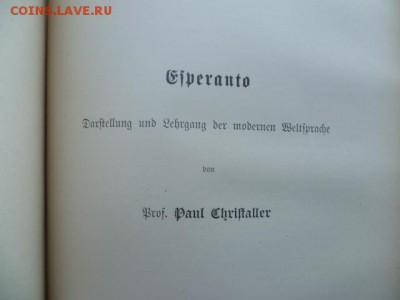 COINS.LAVE.RU
Esperanto
Darstellung und Lehrgang der modernen Weltsprache
von
Prof. Paul Christaller